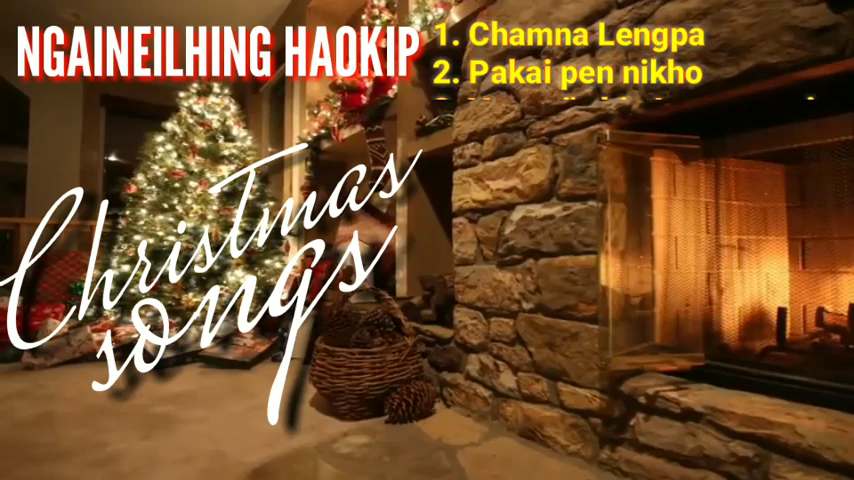 NGAINEILHING HAOKIP
1. Chamna Lengpa
2. Pakai pen nikho
Christmas
songs